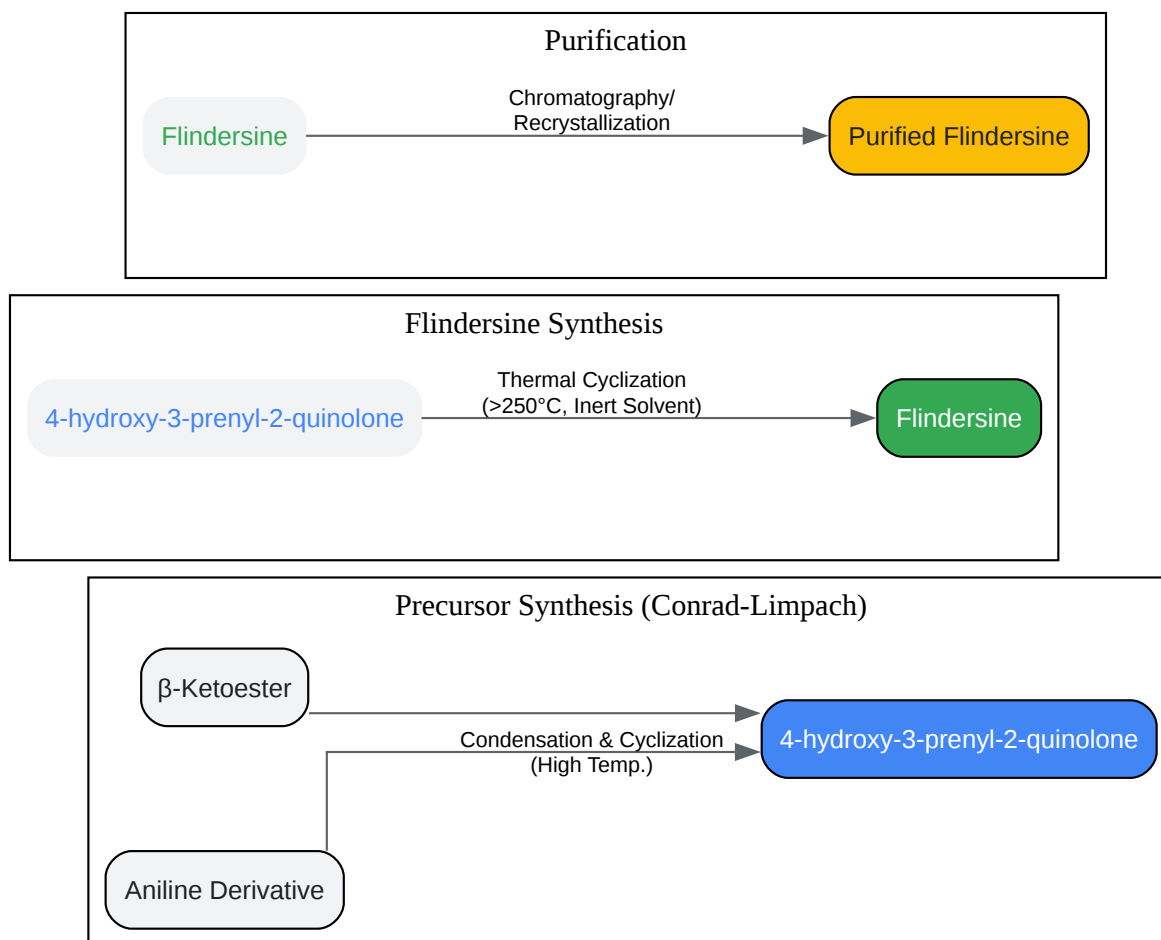 Purification
Flindersine
Chromatography/
Recrystallization
Purified Flindersine
Flindersine Synthesis
4-hydroxy-3-prenyl-2-quinolone
Thermal Cyclization
(>250°C, Inert Solvent)
Flindersine
Precursor Synthesis (Conrad-Limpach)
β-Ketoester
Condensation & Cyclization
(High Temp.)
4-hydroxy-3-prenyl-2-quinolone
Aniline Derivative